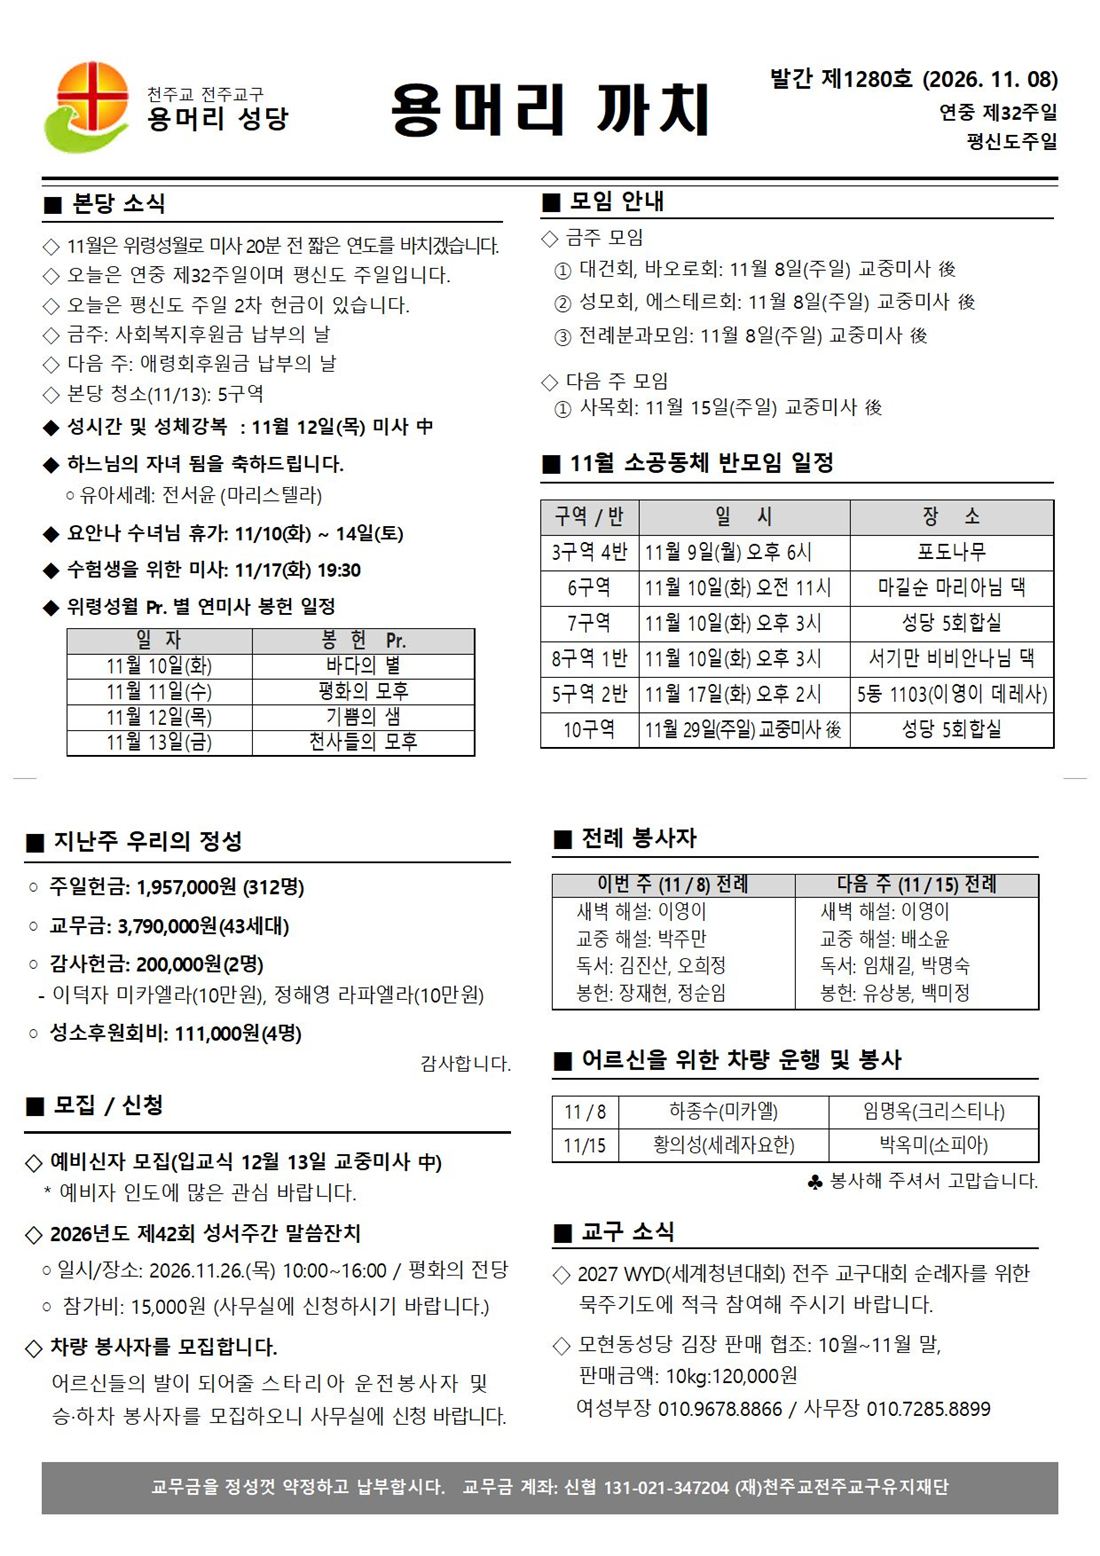 천주교 전주교구
용머리 성당
용머리 까치
발간 제1280호 (2026. 11. 08)
연중 제32주일
평신도주일
■ 본당 소식
◇ 11월은 위령성월로 미사 20분 전 짧은 연도를 바치겠습니다.
◇ 오늘은 연중 제32주일이며 평신도 주일입니다.
◇ 오늘은 평신도 주일 2차 헌금이 있습니다.
◇ 금주: 사회복지후원금 납부의 날
◇ 다음 주: 애령회후원금 납부의 날
◇ 본당 청소(11/13): 5구역
◆ 성시간 및 성체강복 : 11월 12일(목) 미사 中
◆ 하느님의 자녀 됨을 축하드립니다.
○ 유아세례: 전서윤 (마리스텔라)
◆ 요안나 수녀님 휴가: 11/10(화) ~ 14일(토)
◆ 수험생을 위한 미사: 11/17(화) 19:30
◆ 위령성월 Pr. 별 연미사 봉헌 일정
일 자 봉 헌 Pr.
11월 10일(화) 바다의 별
11월 11일(수) 평화의 모후
11월 12일(목) 기쁨의 샘
11월 13일(금) 천사들의 모후
■ 모임 안내
◇ 금주 모임
① 대건회, 바오로회: 11월 8일(주일) 교중미사 後
② 성모회, 에스테르회: 11월 8일(주일) 교중미사 後
③ 전례분과모임: 11월 8일(주일) 교중미사 後
◇ 다음 주 모임
① 사목회: 11월 15일(주일) 교중미사 後
■ 11월 소공동체 반모임 일정
구역 / 반 일 시 장 소
3구역 4반 11월 9일(월) 오후 6시 포도나무
6구역 11월 10일(화) 오전 11시 마길순 마리아님 댁
7구역 11월 10일(화) 오후 3시 성당 5회합실
8구역 1반 11월 10일(화) 오후 3시 서기만 비비안나님 댁
5구역 2반 11월 17일(화) 오후 2시 5동 1103(이영이 데레사)
10구역 11월 29일(주일) 교중미사 後 성당 5회합실
■ 지난주 우리의 정성
○ 주일헌금: 1,957,000원 (312명)
○ 교무금: 3,790,000원(43세대)
○ 감사헌금: 200,000원(2명)
- 이덕자 미카엘라(10만원), 정해영 라파엘라(10만원)
○ 성소후원회비: 111,000원(4명)
감사합니다.
■ 모집 / 신청
◇ 예비신자 모집(입교식 12월 13일 교중미사 中)
* 예비자 인도에 많은 관심 바랍니다.
◇ 2026년도 제42회 성서주간 말씀잔치
○ 일시/장소: 2026.11.26.(목) 10:00~16:00 / 평화의 전당
○ 참가비: 15,000원 (사무실에 신청하시기 바랍니다.)
◇ 차량 봉사자를 모집합니다.
어르신들의 발이 되어줄 스타리아 운전봉사자 및
승·하차 봉사자를 모집하오니 사무실에 신청 바랍니다.
■ 전례 봉사자
이번 주 (11 / 8) 전례 다음 주 (11 / 15) 전례
새벽 해설: 이영이 새벽 해설: 이영이
교중 해설: 박주만 교중 해설: 배소윤
독서: 김진산, 오희정 독서: 임채길, 박명숙
봉헌: 장재현, 정순임 봉헌: 유상봉, 백미정
■ 어르신을 위한 차량 운행 및 봉사
11 / 8 하종수(미카엘) 임명옥(크리스티나)
11/15 황의성(세례자요한) 박옥미(소피아)
♣ 봉사해 주셔서 고맙습니다.
■ 교구 소식
◇ 2027 WYD(세계청년대회) 전주 교구대회 순례자를 위한
묵주기도에 적극 참여해 주시기 바랍니다.
◇ 모현동성당 김장 판매 협조: 10월~11월 말,
판매금액: 10kg:120,000원
여성부장 010.9678.8866 / 사무장 010.7285.8899
교무금을 정성껏 약정하고 납부합시다. 교무금 계좌: 신협 131-021-347204 (재)천주교전주교구유지재단